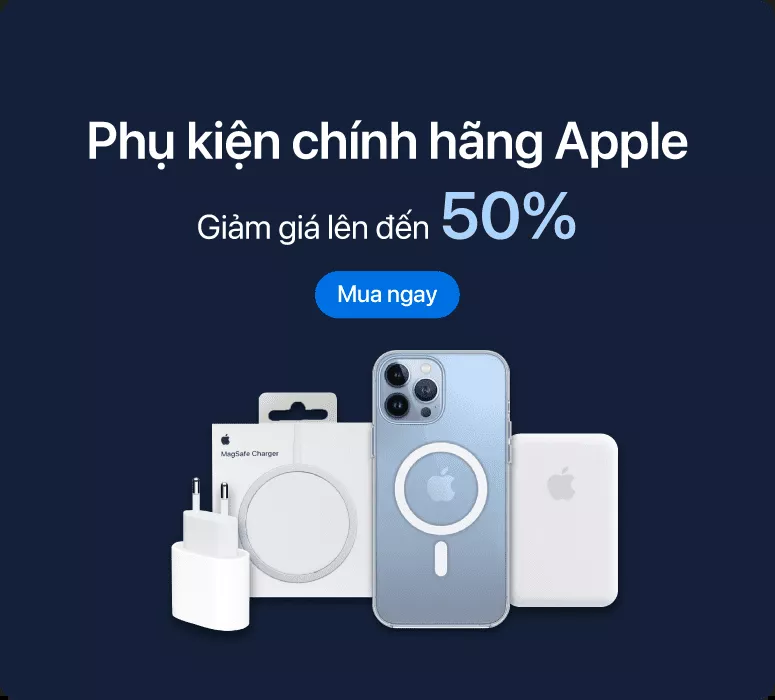 Phụ kiện chính hãng Apple
Giảm giá lên đến 50%
Mua ngay
MagSafe Charger